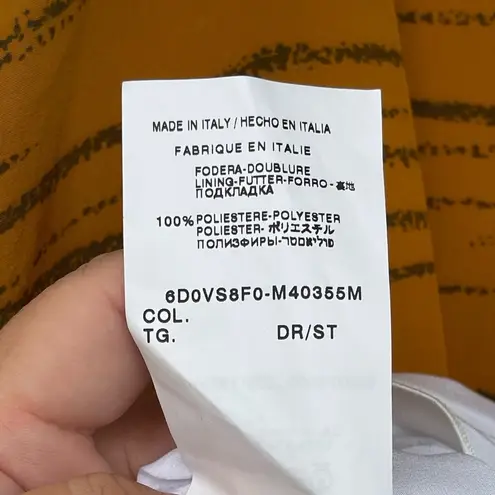 MADE IN ITALY / HECHO EN ITALIA
FABRIQUE EN ITALIE
FODERA-DOUBLURE
LINING-FUTTER-FORRO-裏地
ПОДКЛАДКА
100% POLIESTERE-POLYESTER
POLIESTER- ポリエステル
ПОЛИЭФИРЫ-פוליאסטר
6D0VS8F0-M40355M
COL.
TG. DR/ST